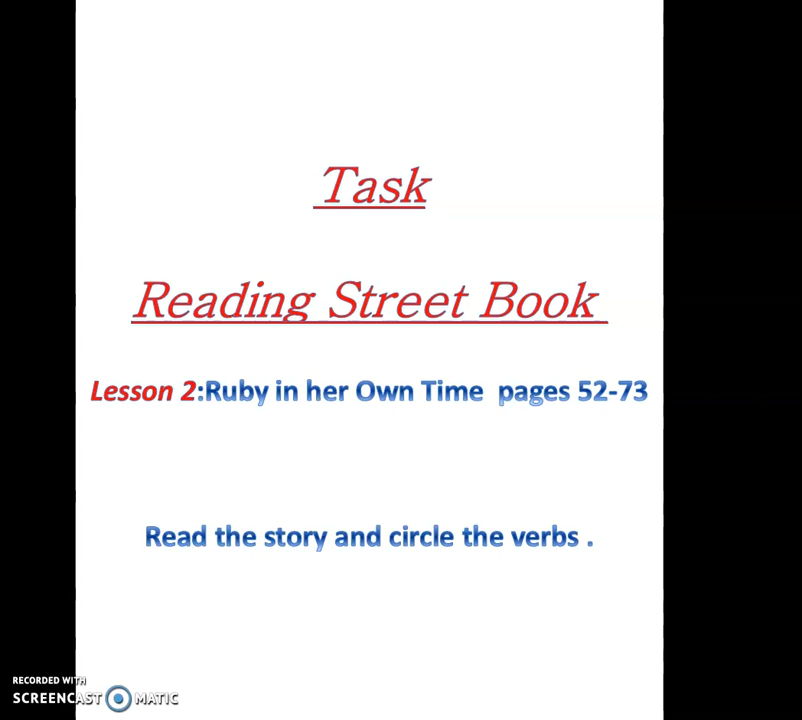 Task
Reading Street Book
Lesson 2:Ruby in her Own Time pages 52-73
Read the story and circle the verbs .
RECORDED WITH
SCREENCAST MATIC